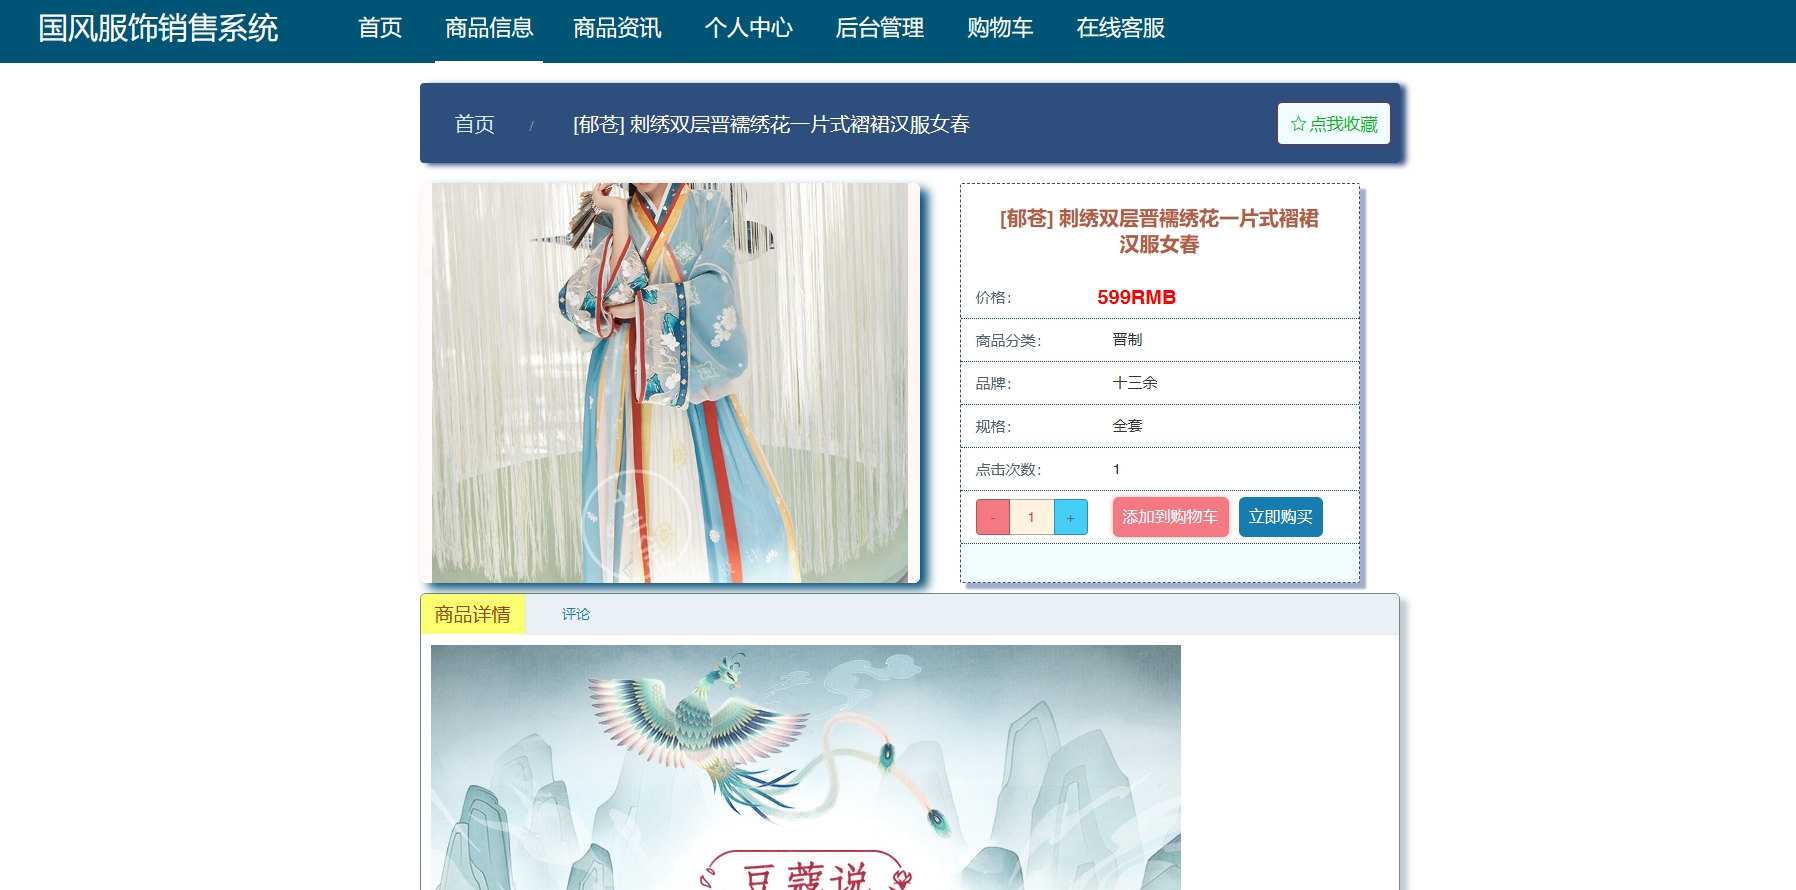 国风服饰销售系统
首页
商品信息
商品资讯
个人中心
后台管理
购物车
在线客服
首页 / [郁苍] 刺绣双层晋襦绣花一片式褶裙汉服女春
☆点我收藏
[郁苍] 刺绣双层晋襦绣花一片式褶裙
汉服女春
价格： 599RMB
商品分类： 晋制
品牌： 十三余
规格： 全套
点击次数： 1
- 1 + 添加到购物车 立即购买
商品详情 评论
豆蔻说